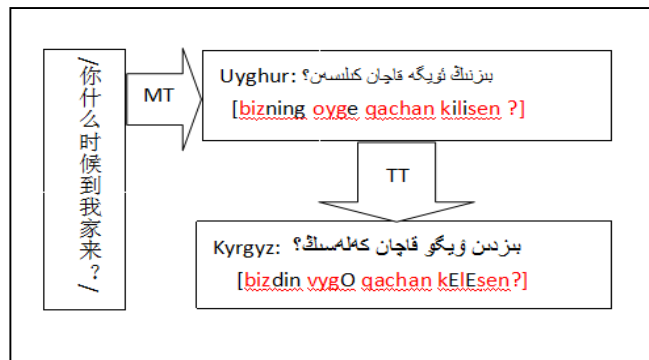 /你什么时候到我家来？/
MT
Uyghur: بىزنىڭ ئۆيگە قاچان كىلىسەن؟
[bizning oyge qachan kilisen ?]
TT
Kyrgyz: بىزدىن ۉيگو قاچان كەلەسىڭ؟
[bizdin vygO qachan kElEsen?]